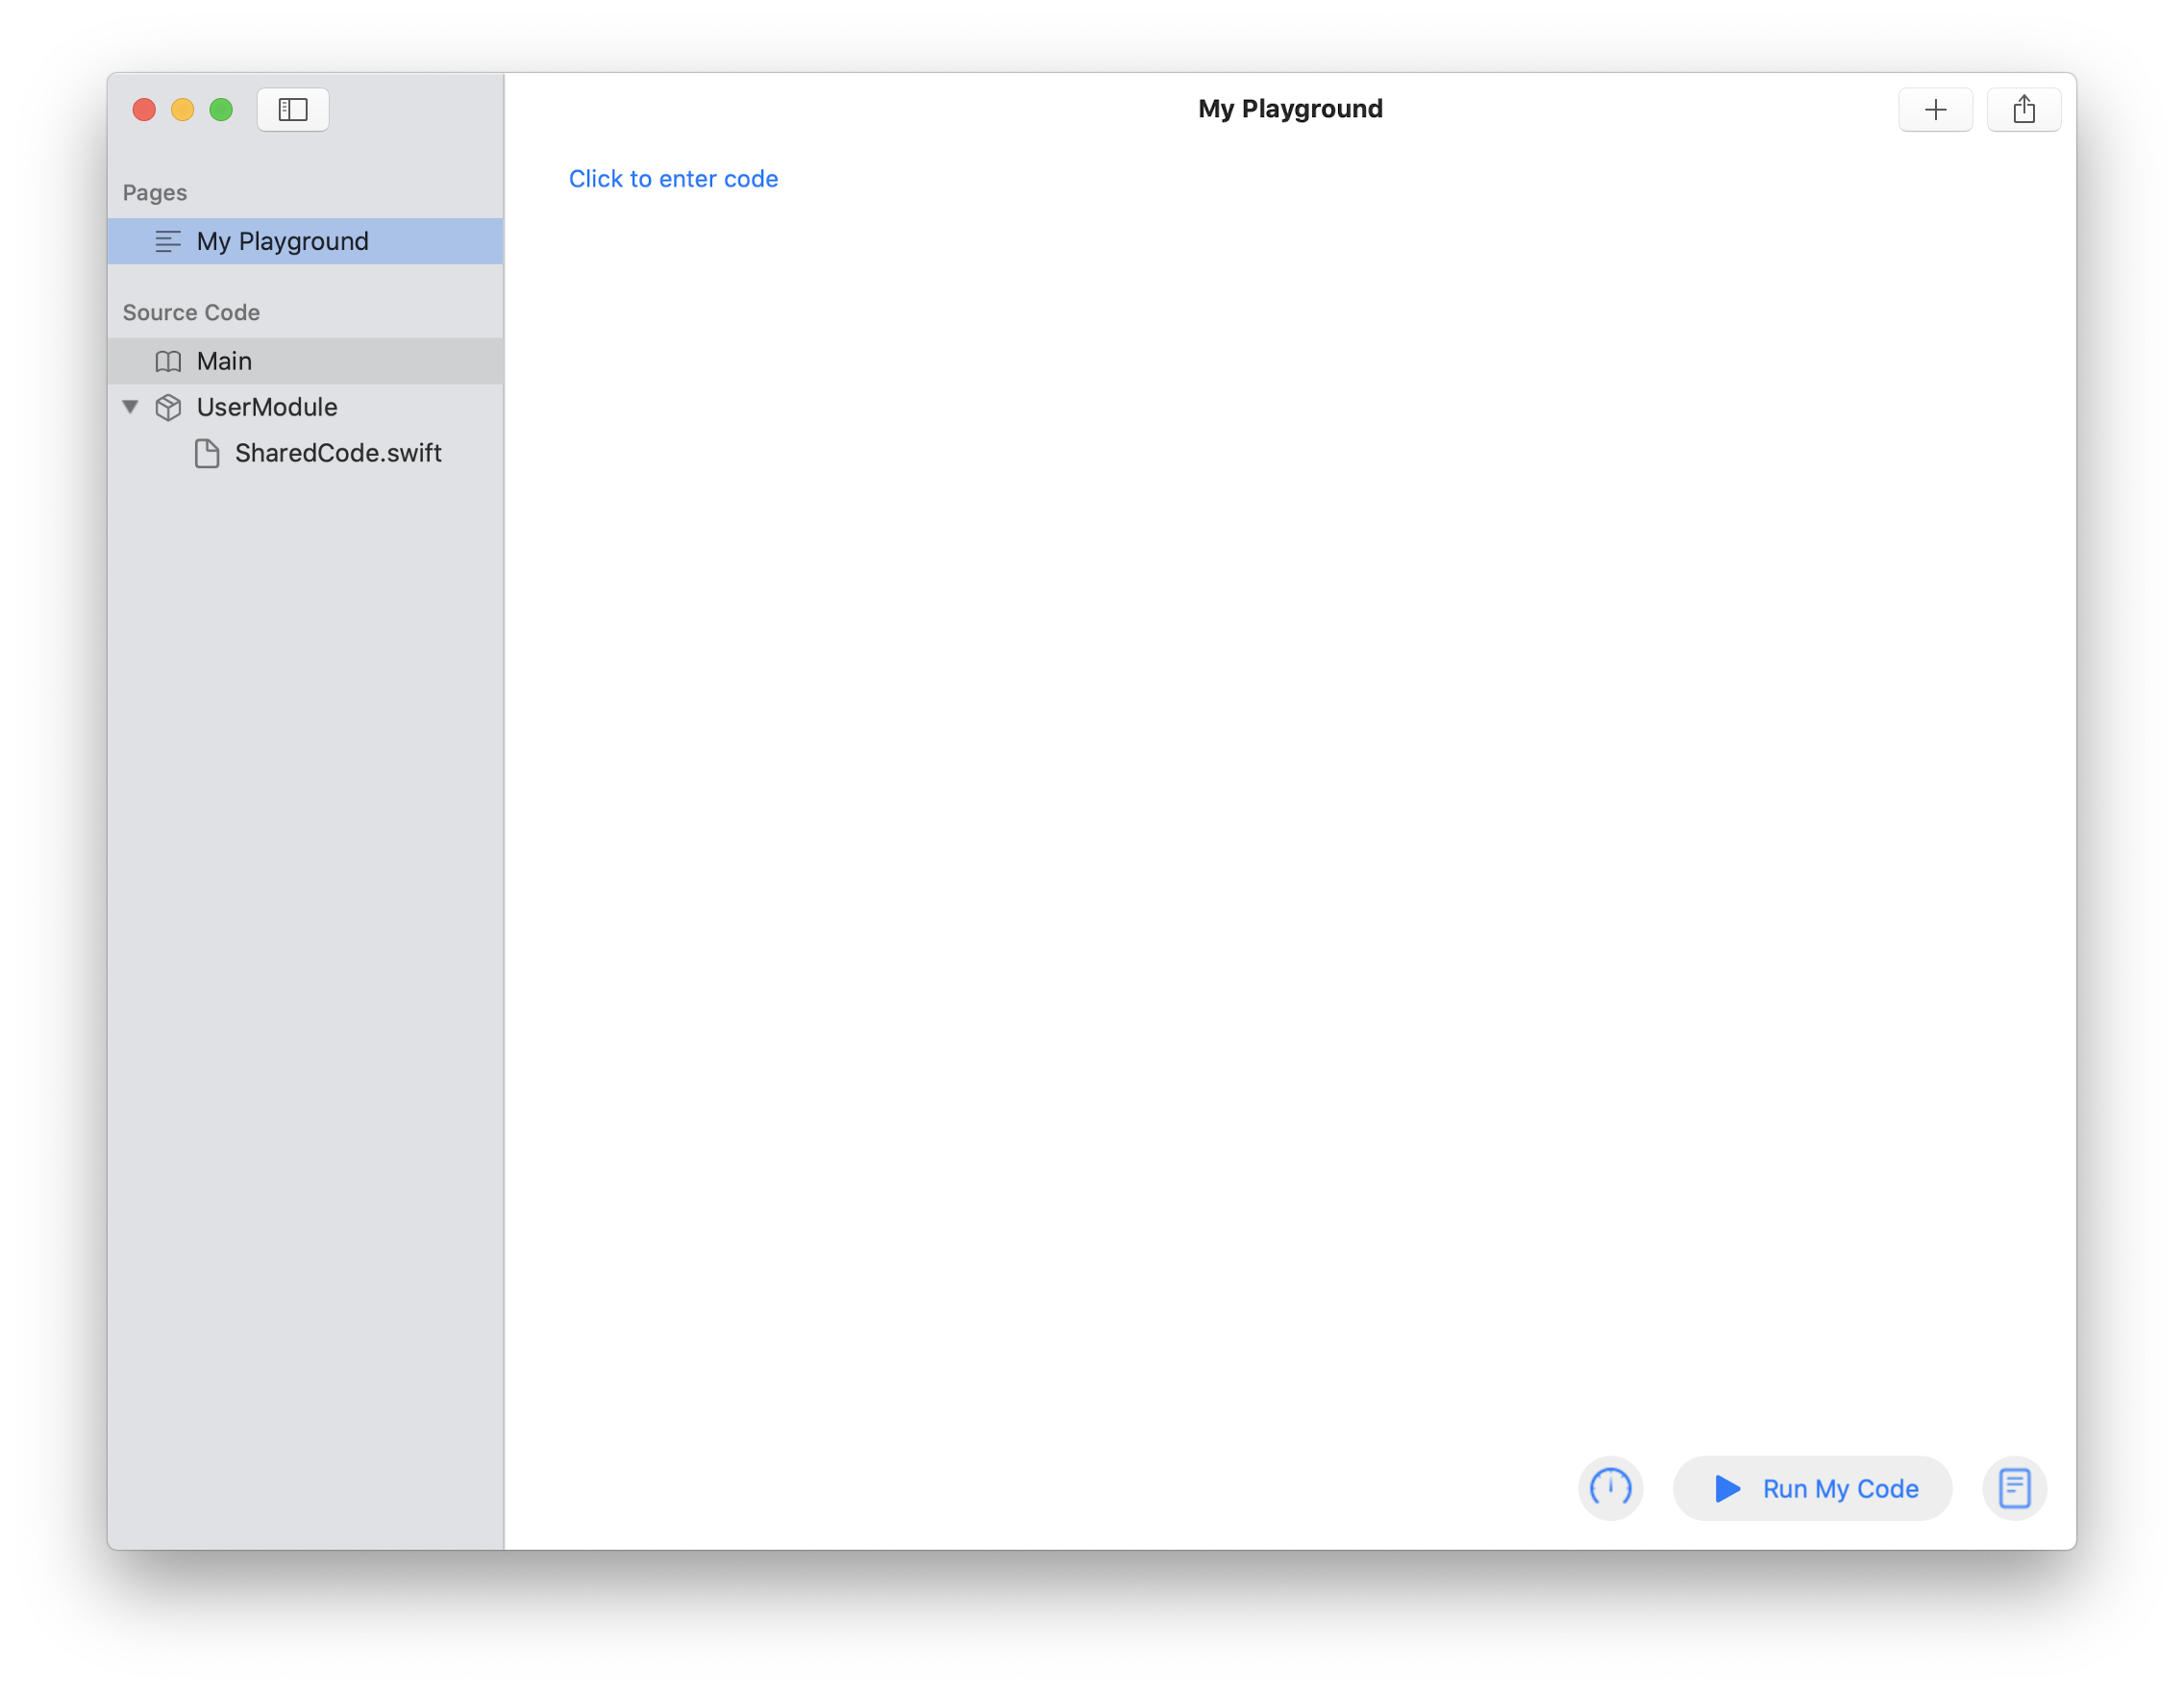 My Playground
Pages
My Playground
Source Code
Main
UserModule
SharedCode.swift
Click to enter code
Run My Code